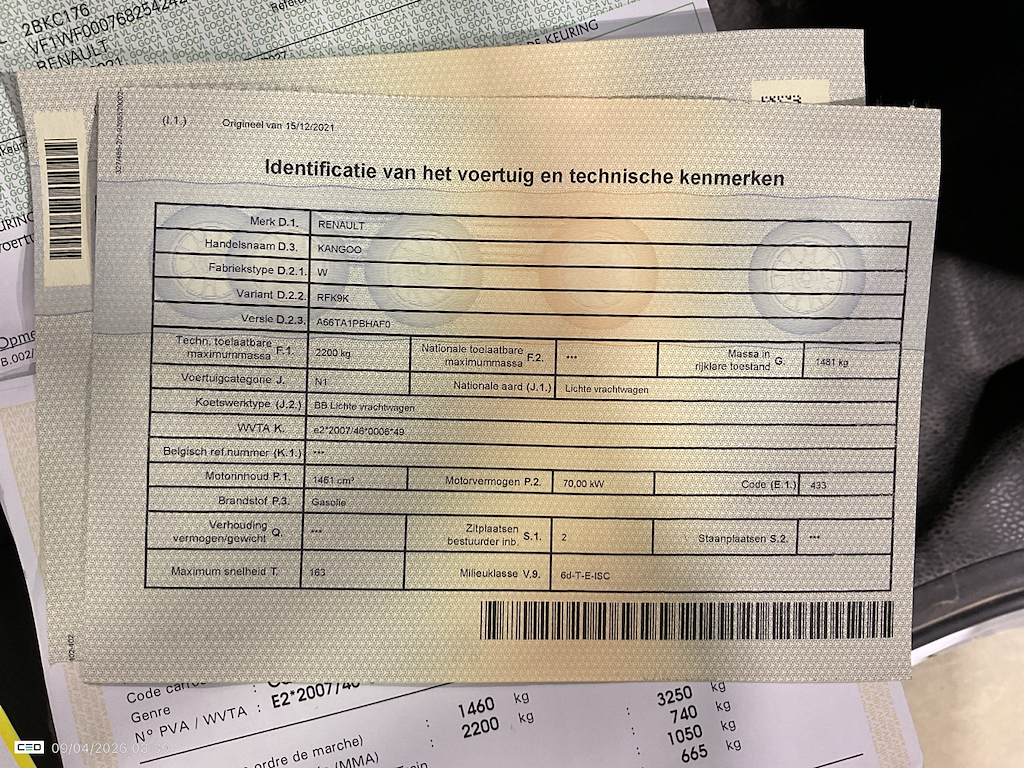 2BKC176
VF1WF000768254242
RENAULT
DE KEURING
(I.1.) Origineel van 15/12/2021
Identificatie van het voertuig en technische kenmerken
Merk D.1. RENAULT
Handelsnaam D.3. KANGOO
Fabriekstype D.2.1. W
Variant D.2.2. RFK9K
Versie D.2.3. A66TA1PBHAF0
Techn. toelaatbare maximummassa F.1. 2200 kg Nationale toelaatbare maximummassa F.2. *** Massa in rijklare toestand G. 1481 kg
Voertuigcategorie J. N1 Nationale aard (J.1.) Lichte vrachtwagen
Koetswerktype (J.2.) BB Lichte vrachtwagen
WVTA K. e2*2007/46*0006*49
Belgisch ref.nummer (K.1.) ***
Motorinhoud P.1. 1461 cm³ Motorvermogen P.2. 70,00 kW Code (E.1.) 433
Brandstof P.3. Gasolie
Verhouding vermogen/gewicht Q. *** Zitplaatsen bestuurder inb. S.1. 2 Staanplaatsen S.2. ***
Maximum snelheid T. 163 Milieuklasse V.9. 6d-T-E-ISC
Code
Genre :
N° PVA / WVTA : E2*2007/46
ordre de marche) : 1460 kg : 3250 kg
(MMA) : 2200 kg 740 kg
1050
665 kg
CEO 09/04/2026